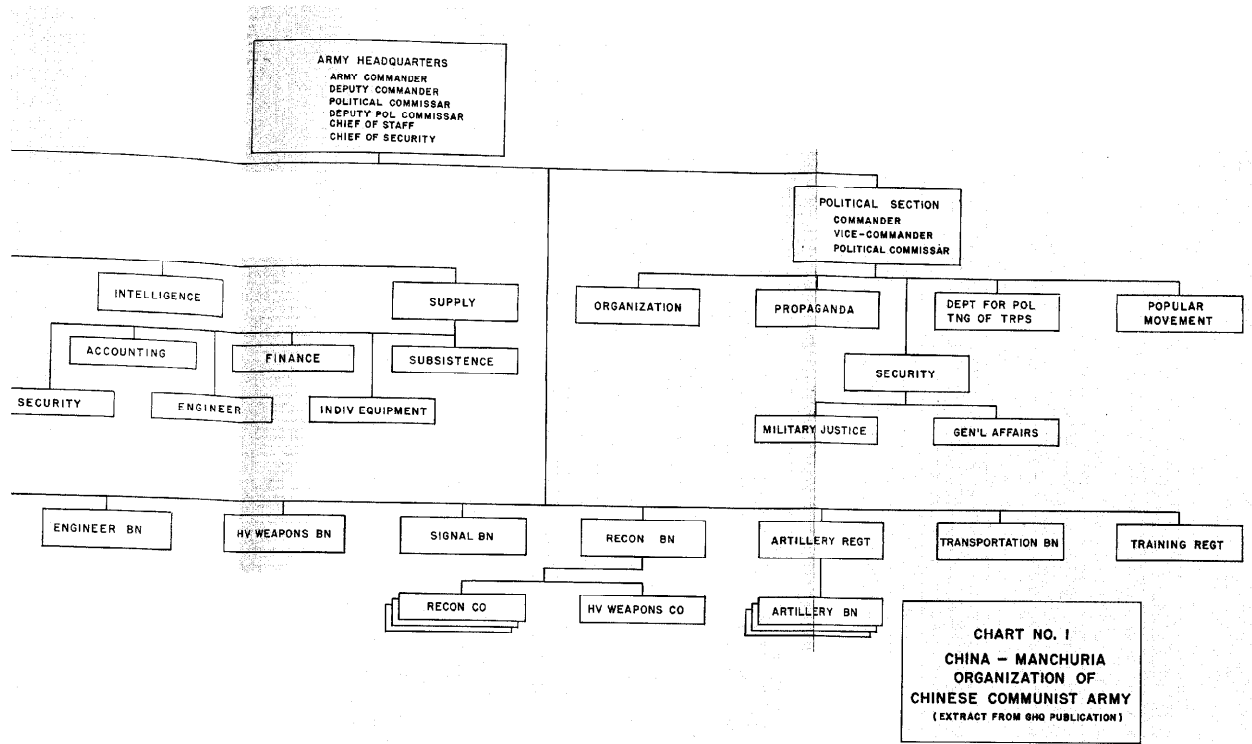 ARMY HEADQUARTERS
ARMY COMMANDER
DEPUTY COMMANDER
POLITICAL COMMISSAR
DEPUTY POL COMMISSAR
CHIEF OF STAFF
CHIEF OF SECURITY
POLITICAL SECTION
COMMANDER
VICE-COMMANDER
POLITICAL COMMISSAR
INTELLIGENCE
SUPPLY
ORGANIZATION
PROPAGANDA
DEPT FOR POL
TNG OF TRPS
POPULAR
MOVEMENT
ACCOUNTING
FINANCE
SUBSISTENCE
SECURITY
SECURITY
ENGINEER
INDIV EQUIPMENT
MILITARY JUSTICE
GEN'L AFFAIRS
ENGINEER BN
HV WEAPONS BN
SIGNAL BN
RECON BN
ARTILLERY REGT
TRANSPORTATION BN
TRAINING REGT
RECON CO
HV WEAPONS CO
ARTILLERY BN
CHART NO. 1
CHINA - MANCHURIA
ORGANIZATION OF
CHINESE COMMUNIST ARMY
(EXTRACT FROM GHQ PUBLICATION)